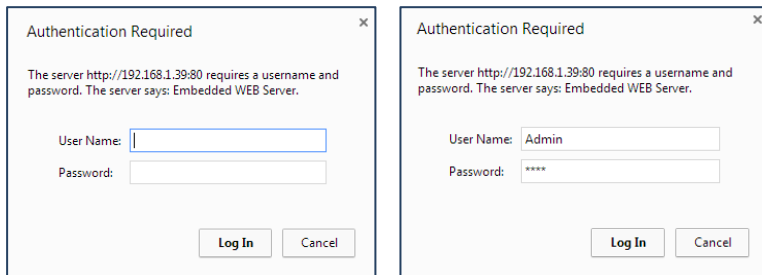 Authentication Required
The server http://192.168.1.39:80 requires a username and
password. The server says: Embedded WEB Server.
User Name:
Password:
Log In Cancel
Authentication Required
The server http://192.168.1.39:80 requires a username and
password. The server says: Embedded WEB Server.
User Name: Admin
Password: ****
Log In Cancel